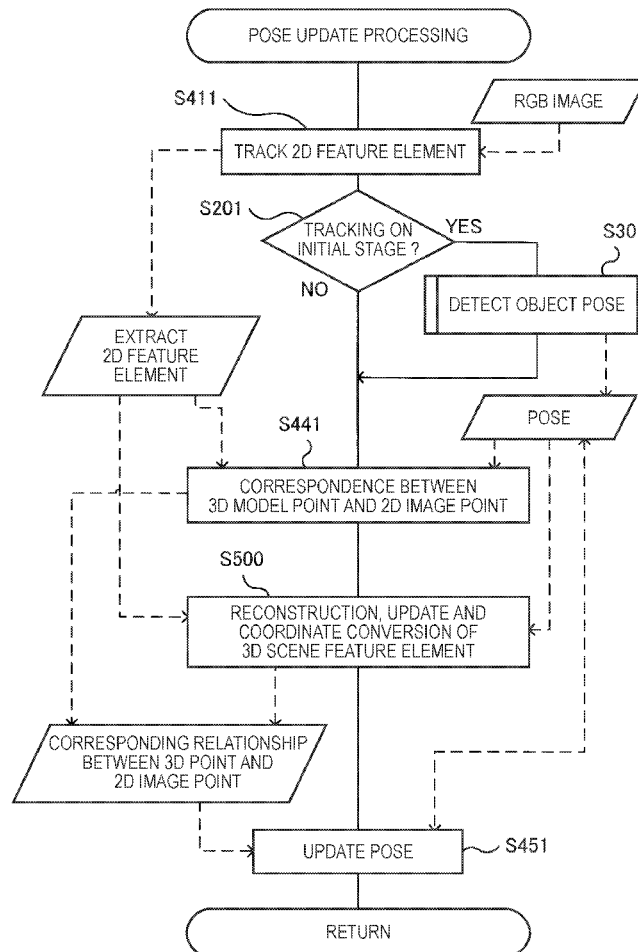 POSE UPDATE PROCESSING
S411
RGB IMAGE
TRACK 2D FEATURE ELEMENT
S201
TRACKING ON
INITIAL STAGE ?
YES
S30
NO
DETECT OBJECT POSE
EXTRACT
2D FEATURE
ELEMENT
POSE
S441
CORRESPONDENCE BETWEEN
3D MODEL POINT AND 2D IMAGE POINT
S500
RECONSTRUCTION, UPDATE AND
COORDINATE CONVERSION OF
3D SCENE FEATURE ELEMENT
CORRESPONDING RELATIONSHIP
BETWEEN 3D POINT AND
2D IMAGE POINT
UPDATE POSE
S451
RETURN